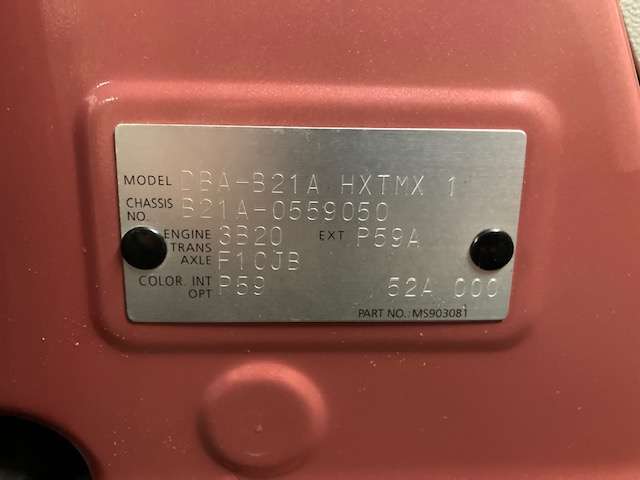 MODEL DBA-B21A HXTMX 1
CHASSIS NO. B21A-0559050
ENGINE 3B20 EXT P59A
TRANS AXLE F1CJB
COLOR. INT OPT P59 52A 000
PART NO.: MS903081